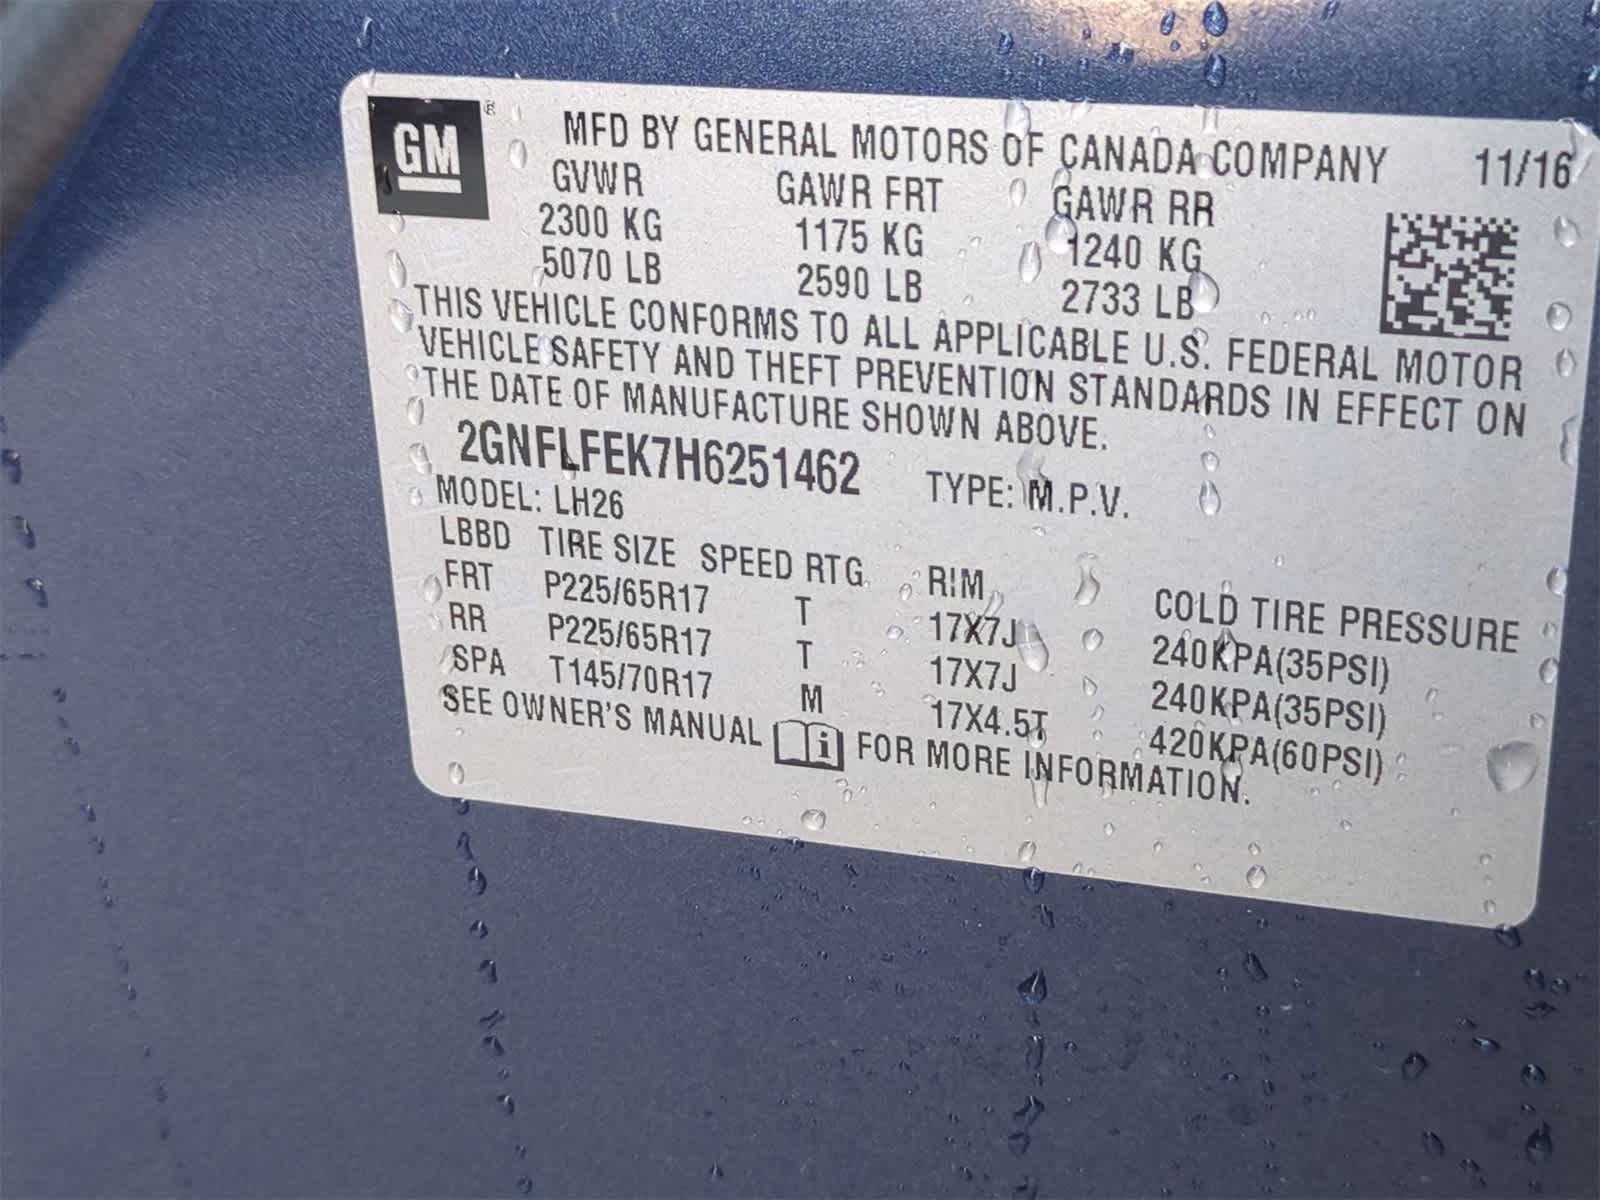 GM ®
MFD BY GENERAL MOTORS OF CANADA COMPANY 11/16
GVWR GAWR FRT GAWR RR
2300 KG 1175 KG 1240 KG
5070 LB 2590 LB 2733 LB
THIS VEHICLE CONFORMS TO ALL APPLICABLE U.S. FEDERAL MOTOR
VEHICLE SAFETY AND THEFT PREVENTION STANDARDS IN EFFECT ON
THE DATE OF MANUFACTURE SHOWN ABOVE.
2GNFLFEK7H6251462 TYPE: M.P.V.
MODEL: LH26
LBBD TIRE SIZE SPEED RTG RIM COLD TIRE PRESSURE
FRT P225/65R17 T 17X7J 240KPA(35PSI)
RR P225/65R17 T 17X7J 240KPA(35PSI)
SPA T145/70R17 M 17X4.5T 420KPA(60PSI)
SEE OWNER'S MANUAL i FOR MORE INFORMATION.